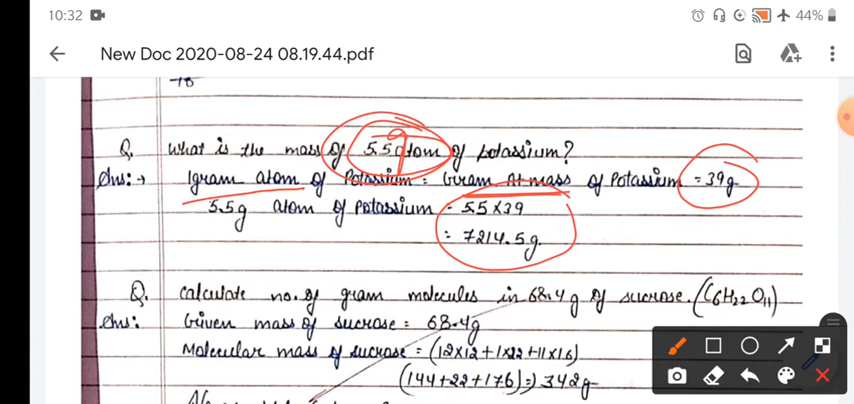 10:32 44%
New Doc 2020-08-24 08.19.44.pdf
Q. What is the mass of 5.5g atom of potassium?
Ans:→ 1gram atom of Potassium = Gram At mass of Potassium = 39g
5.5g atom of Potassium = 5.5×39
= 7214.5g.
Q. Calculate no. of gram molecules in 68.4g of sucrose. (C6H22O11)
Ans: Given mass of sucrose = 68.4g
Molecular mass of sucrose = (12×12+1×22+11×16)
(144+22+176) ⇒ 342g